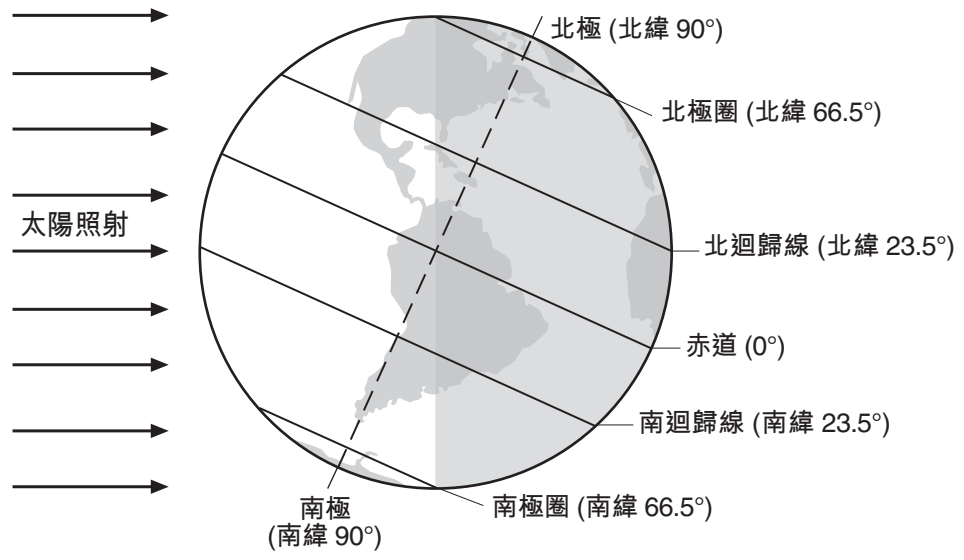 北極 (北緯 90°)
北極圈 (北緯 66.5°)
太陽照射
北迴歸線 (北緯 23.5°)
赤道 (0°)
南迴歸線 (南緯 23.5°)
南極圈 (南緯 66.5°)
南極
(南緯 90°)